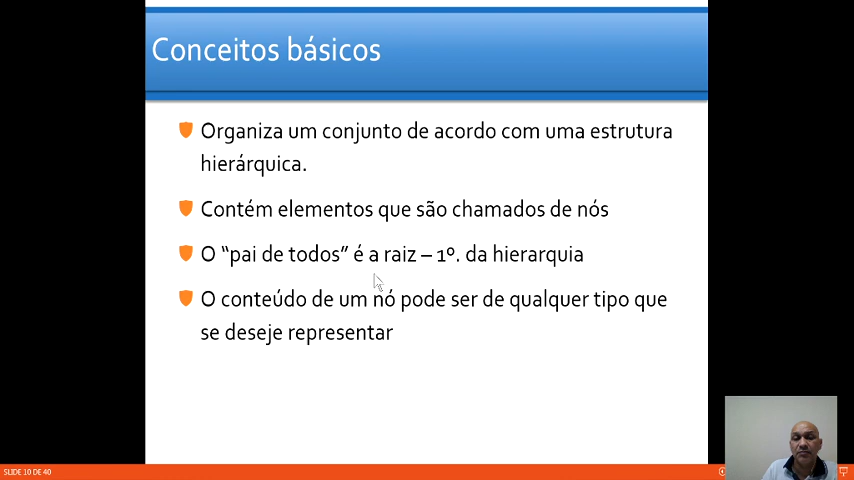 Conceitos básicos
Organiza um conjunto de acordo com uma estrutura
hierárquica.
Contém elementos que são chamados de nós
O “pai de todos” é a raiz – 1º. da hierarquia
O conteúdo de um nó pode ser de qualquer tipo que
se deseje representar
SLIDE 10 DE 40